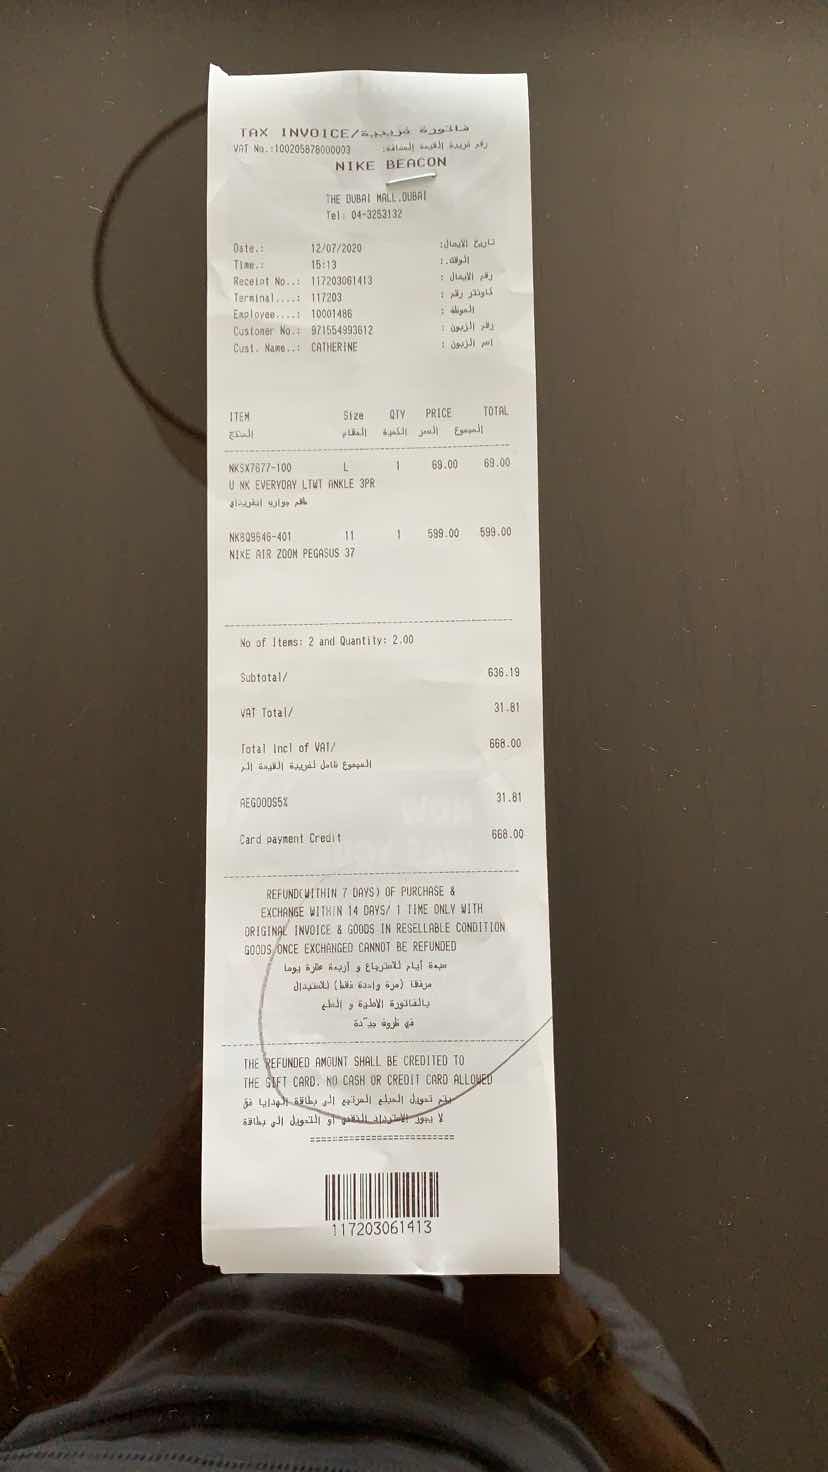 TAX INVOICE/فاتورة ضريبية
VAT No.:100205878000003 رقم ضريبة القيمة المضافة:
NIKE BEACON
THE DUBAI MALL.DUBAI
Tel: 04-3253132
Date.: 12/07/2020 تاريخ الايصال:
Time.: 15:13 الوقت.:
Receipt No..: 117203061413 رقم الايصال :
Terminal....: 117203 كاونتر رقم :
Employee....: 10001486 الموظف :
Customer No.: 971554993612 رقم الزبون :
Cust. Name..: CATHERINE اسم الزبون :
ITEM Size QTY PRICE TOTAL
المنتج المقاس الكمية السعر المجموع
NKSX7677-100 L 1 69.00 69.00
U NK EVERYDAY LTWT ANKLE 3PR
طقم جوارب ايفريداي
NKBQ9646-401 11 1 599.00 599.00
NIKE AIR ZOOM PEGASUS 37
No of Items: 2 and Quantity: 2.00
Subtotal/ 636.19
VAT Total/ 31.81
Total Incl of VAT/ 668.00
المجموع شامل لضريبة القيمة الم
AEGOODS5% 31.81
Card payment Credit 668.00
REFUND(WITHIN 7 DAYS) OF PURCHASE &
EXCHANGE WITHIN 14 DAYS/ 1 TIME ONLY WITH
ORIGINAL INVOICE & GOODS IN RESELLABLE CONDITION
GOODS ONCE EXCHANGED CANNOT BE REFUNDED
سبعة أيام للاسترجاع و أربعة عشرة يوما
(مرة واحدة فقط) للاستبدال
بالفاتورة الاصلية و السلع
في ظروف جيّدة
THE REFUNDED AMOUNT SHALL BE CREDITED TO
THE GIFT CARD. NO CASH OR CREDIT CARD ALLOWED
يتم تحويل المبلغ المرتجع إلى بطاقة الهدايا فق
لا يجوز الاسترداد النقدي او التحويل إلى بطاقة
117203061413